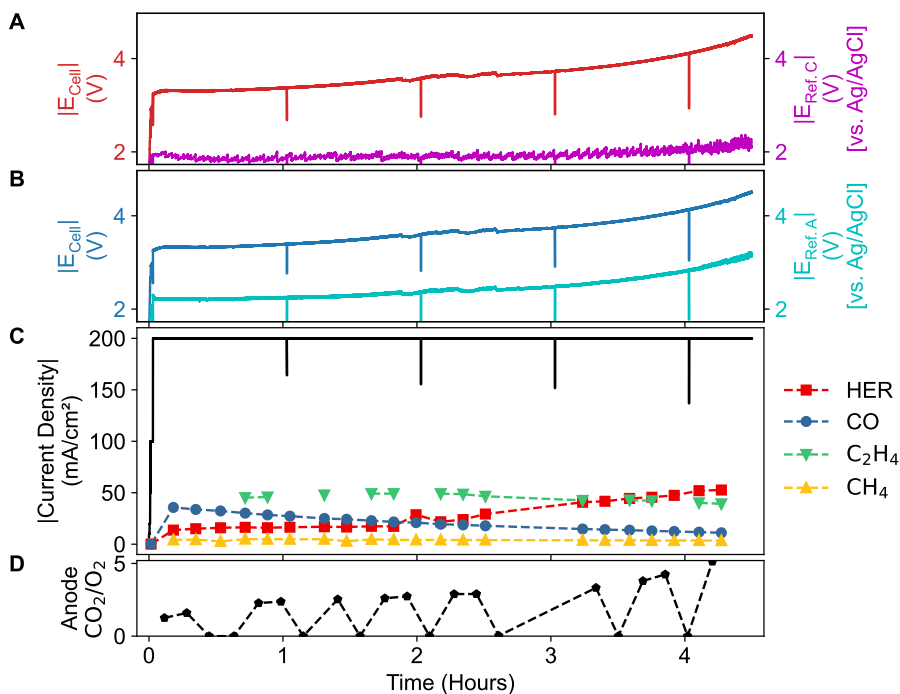 A
|E_Cell|
(V)
4
2
4
2
|E_Ref. C|
(V)
[vs. Ag/AgCl]
B
|E_Cell|
(V)
4
2
4
2
|E_Ref. A|
(V)
[vs. Ag/AgCl]
C
|Current Density|
(mA/cm²)
200
150
100
50
0
HER
CO
C₂H₄
CH₄
D
Anode
CO₂/O₂
5
0
0 1 2 3 4
Time (Hours)